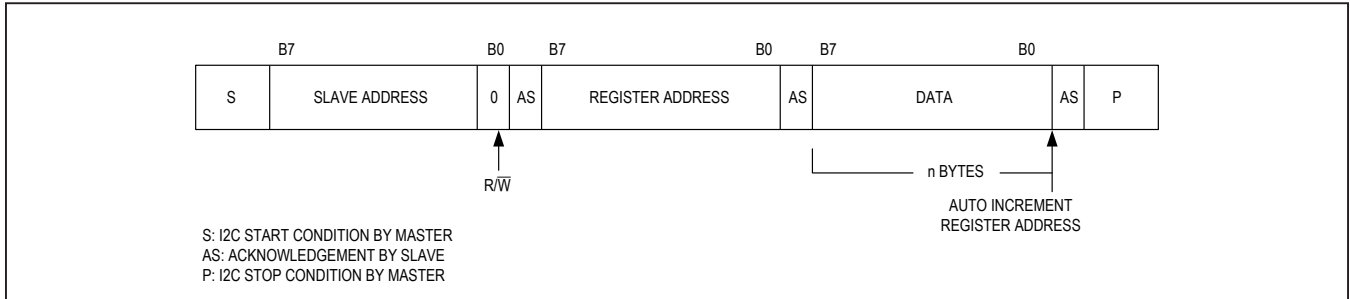 B7 B0 B7 B0 B7 B0
S SLAVE ADDRESS 0 AS REGISTER ADDRESS AS DATA AS P
R/W̅
n BYTES
AUTO INCREMENT
REGISTER ADDRESS
S: I2C START CONDITION BY MASTER
AS: ACKNOWLEDGEMENT BY SLAVE
P: I2C STOP CONDITION BY MASTER